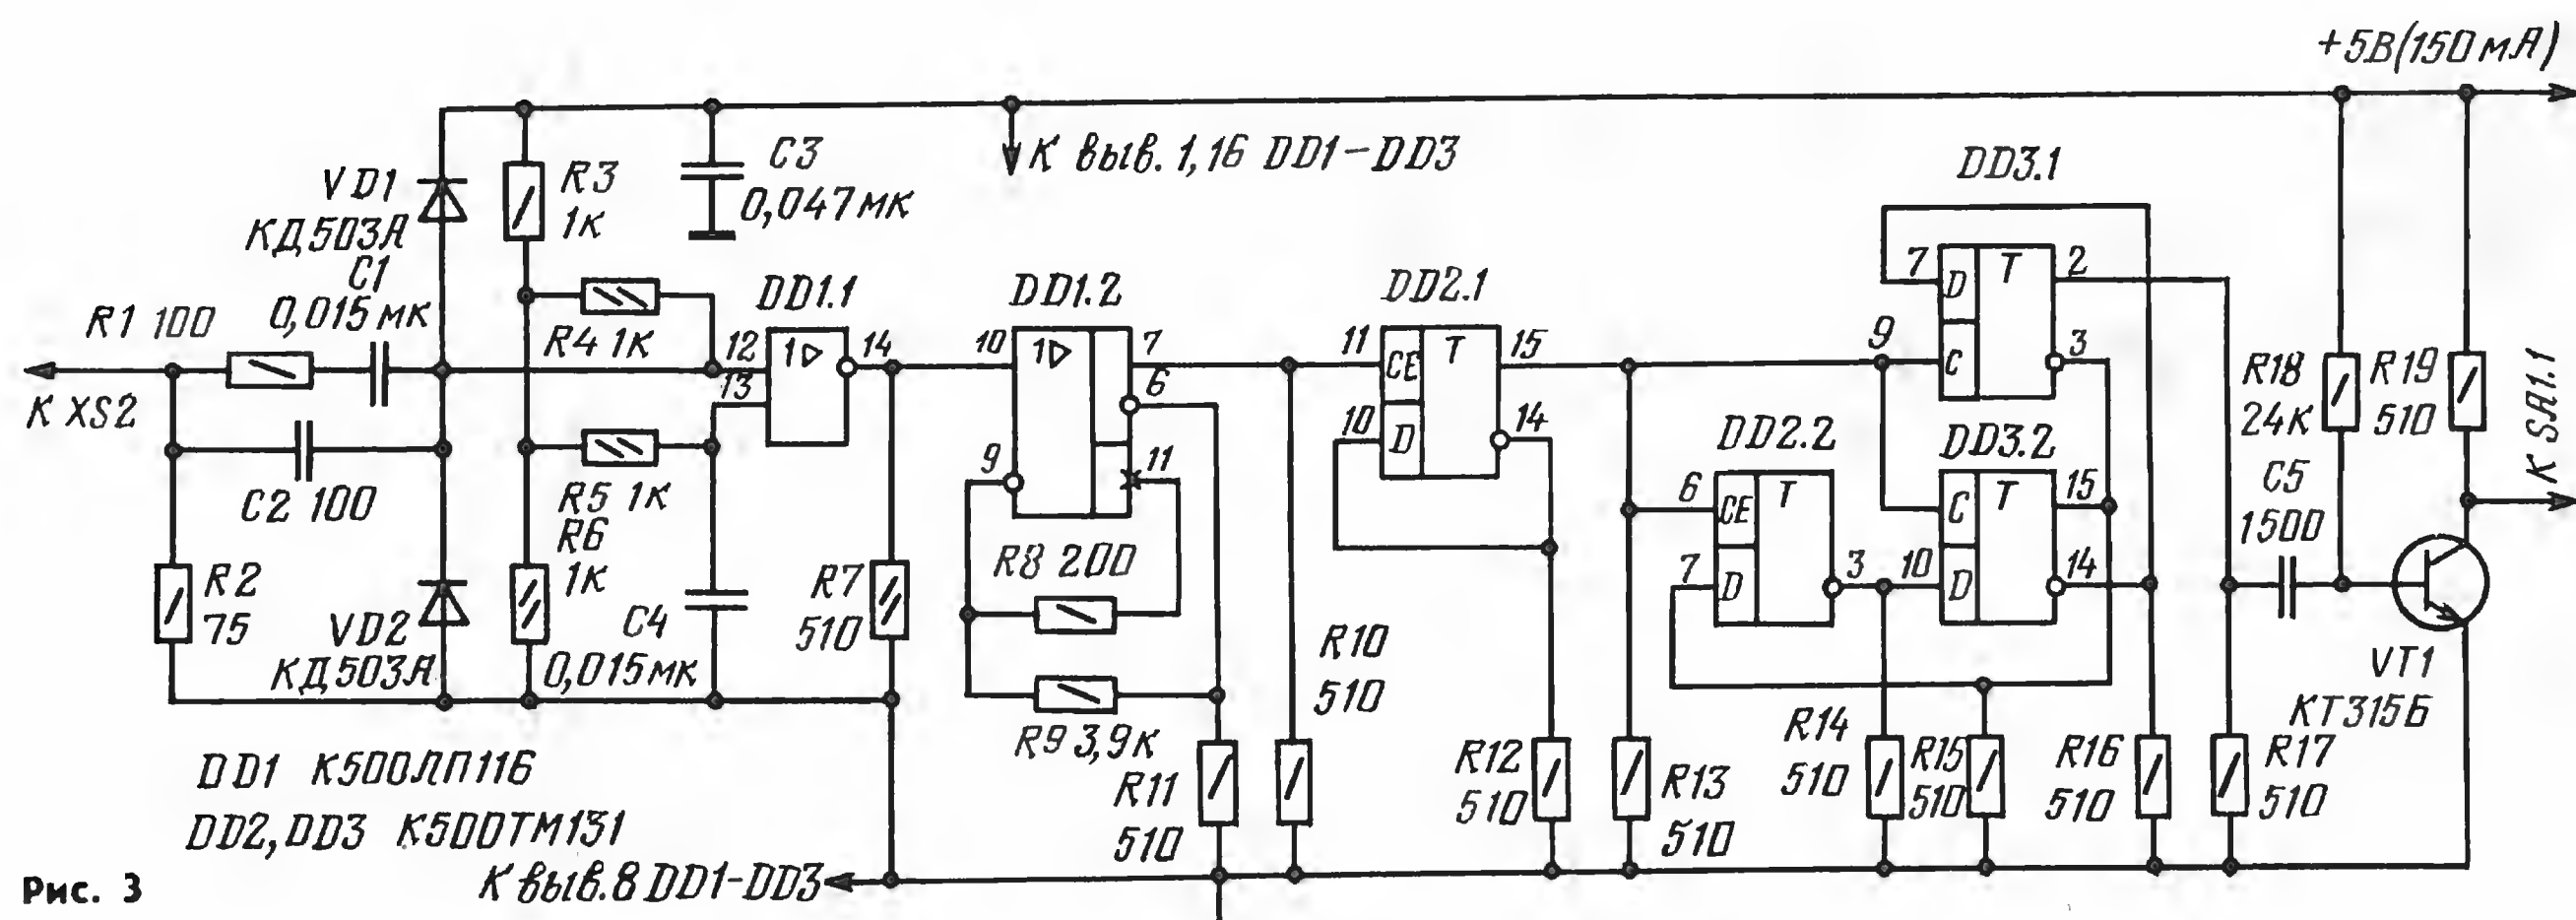 +5В(150мА)
К выв. 1,16 DD1-DD3
VD1
КД503А
R3
1к
C3
0,047мк
C1
0,015мк
R1 100
R4 1к
DD1.1
12
13
1
14
К XS2
C2 100
R5 1к
R6
1к
R2
75
VD2
КД503А
C4
0,015мк
R7
510
DD1.2
10
1
7
6
9
11
R8 200
R9 3,9к
R11
510
R10
510
DD2.1
11
CE
T
15
10
D
14
R12
510
R13
510
DD2.2
6
CE
T
7
D
3
DD3.1
7
D
T
2
9
C
3
DD3.2
C
T
15
10
D
14
R14
510
R15
510
R16
510
R17
510
R18
24к
R19
510
C5
1500
К SA1.1
VT1
КТ315Б
DD1 К500ЛП116
DD2, DD3 К500ТМ131
К выв.8 DD1-DD3
Рис. 3